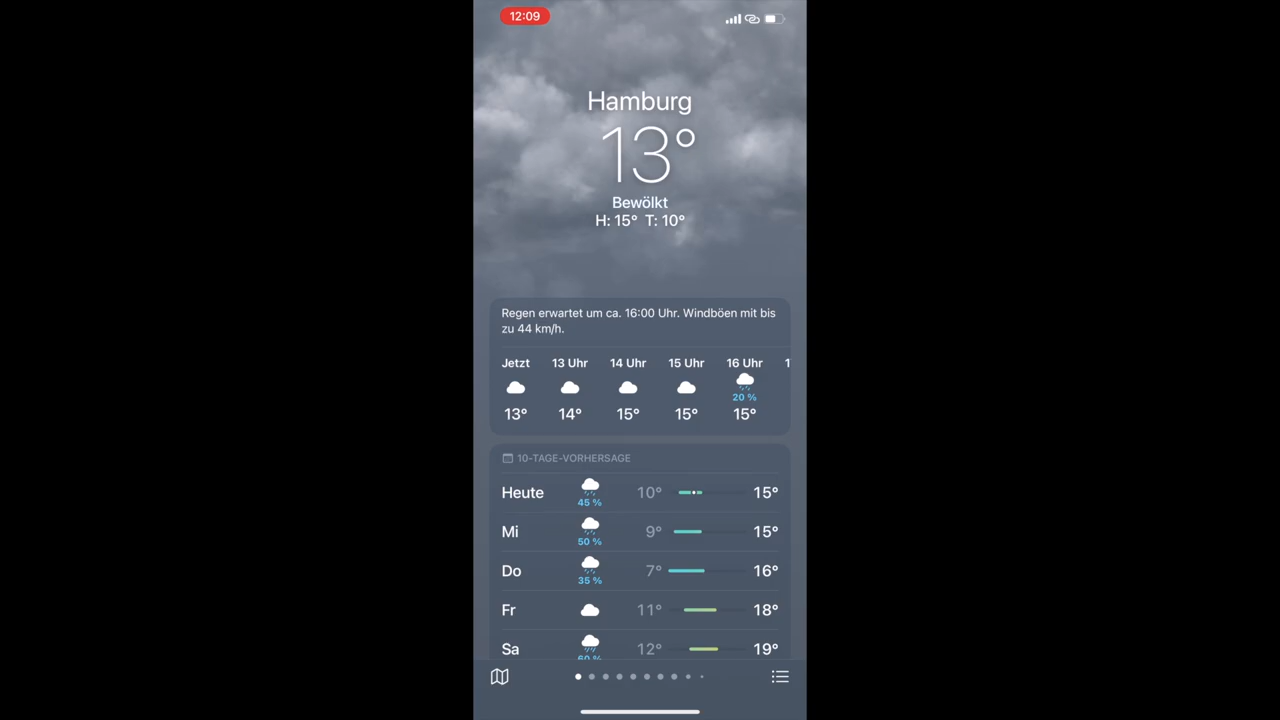 12:09
Hamburg
13°
Bewölkt
H: 15° T: 10°
Regen erwartet um ca. 16:00 Uhr. Windböen mit bis
zu 44 km/h.
Jetzt 13 Uhr 14 Uhr 15 Uhr 16 Uhr 1
20 %
13° 14° 15° 15° 15°
10-TAGE-VORHERSAGE
Heute 10° 15°
45 %
Mi 9° 15°
50 %
Do 7° 16°
35 %
Fr 11° 18°
Sa 12° 19°
60 %